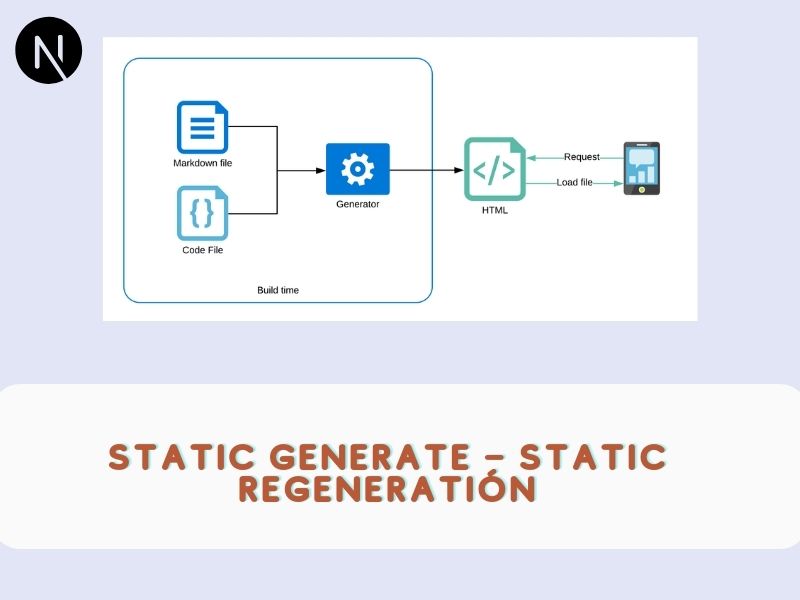 N
Markdown file
Code File
Generator
Build time
HTML
Request
Load file
STATIC GENERATE – STATIC
REGENERATIÓN